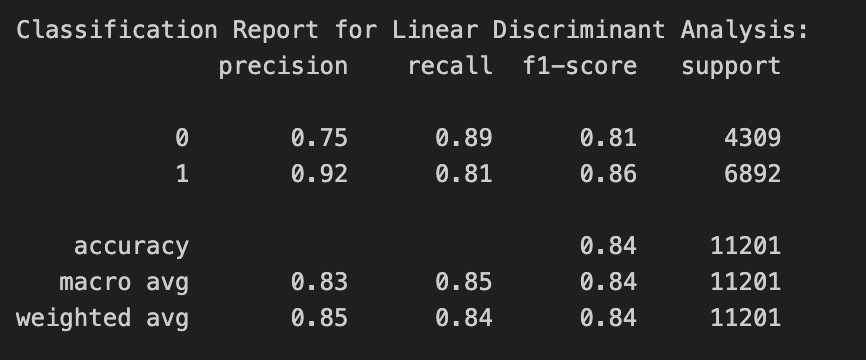 Classification Report for Linear Discriminant Analysis:
precision recall f1-score support
0 0.75 0.89 0.81 4309
1 0.92 0.81 0.86 6892
accuracy 0.84 11201
macro avg 0.83 0.85 0.84 11201
weighted avg 0.85 0.84 0.84 11201